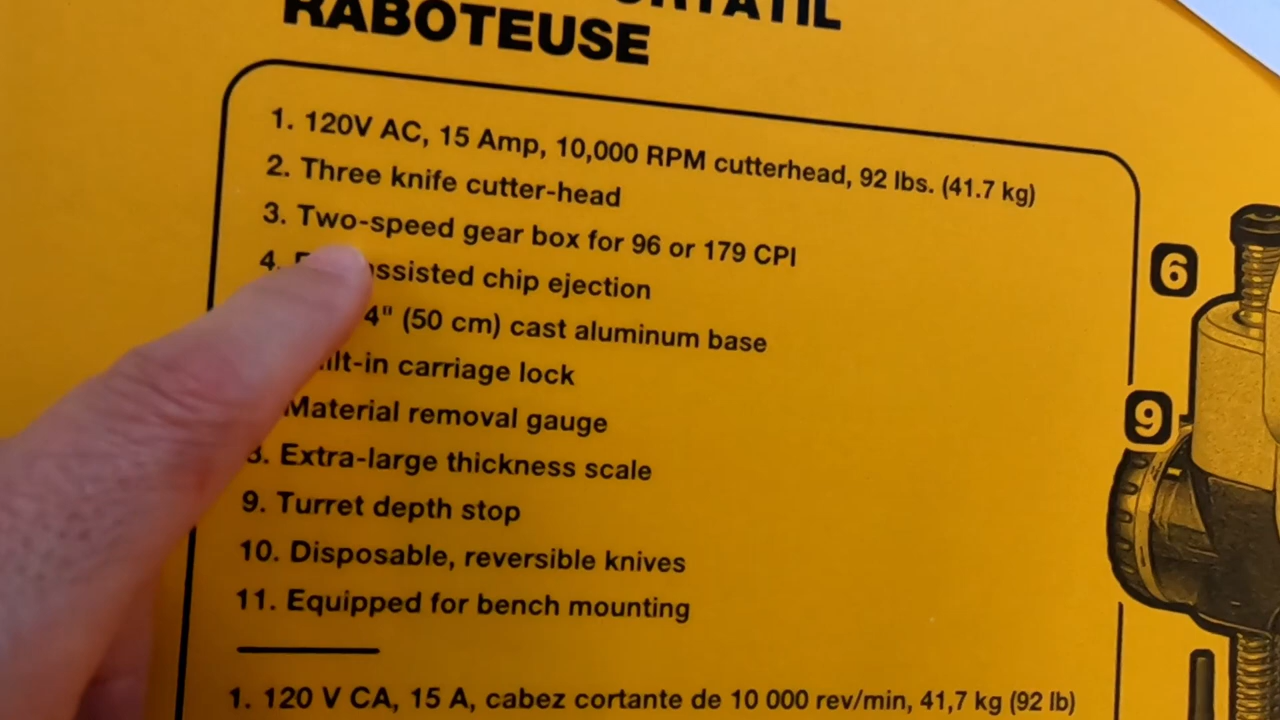 RABOTEUSE
1. 120V AC, 15 Amp, 10,000 RPM cutterhead, 92 lbs. (41.7 kg)
2. Three knife cutter-head
3. Two-speed gear box for 96 or 179 CPI
4. assisted chip ejection
4" (50 cm) cast aluminum base
carriage lock
Material removal gauge
8. Extra-large thickness scale
9. Turret depth stop
10. Disposable, reversible knives
11. Equipped for bench mounting
1. 120 V CA, 15 A, cabez cortante de 10 000 rev/min, 41,7 kg (92 lb)
6
9